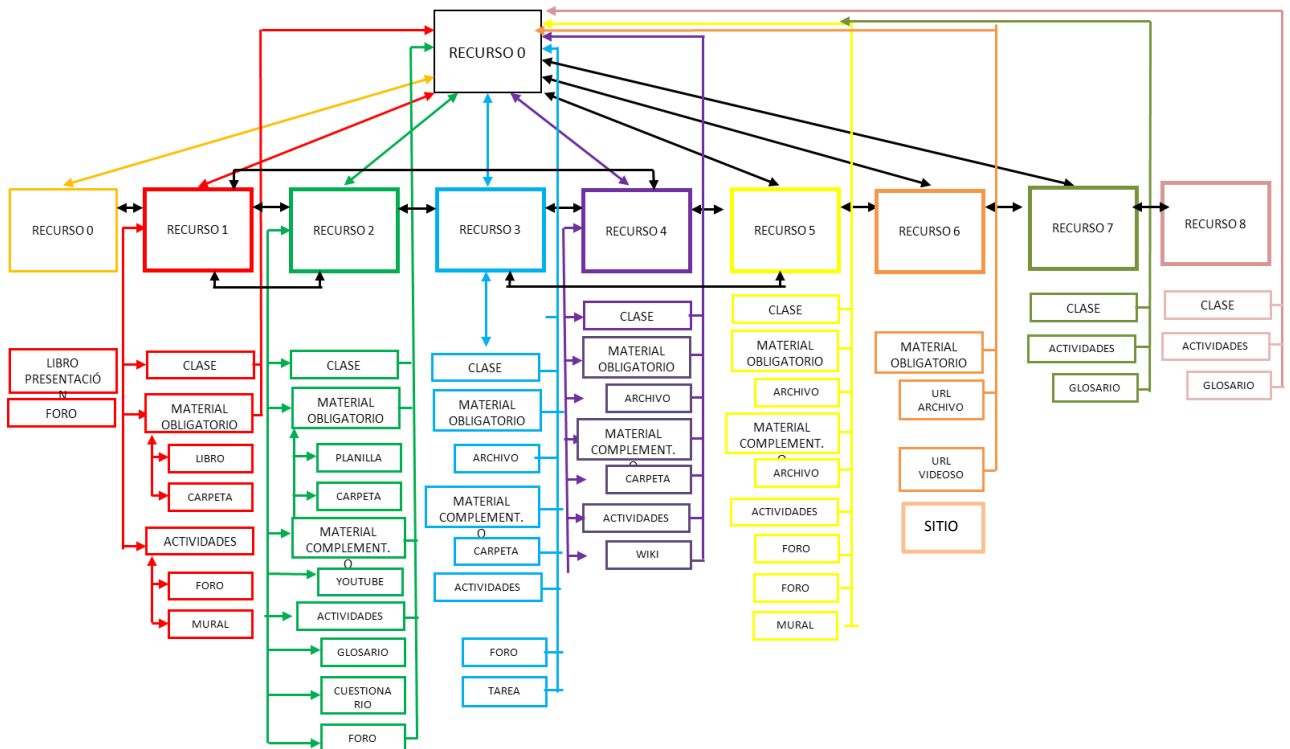 RECURSO 0
RECURSO 0
RECURSO 1
RECURSO 2
RECURSO 3
RECURSO 4
RECURSO 5
RECURSO 6
RECURSO 7
RECURSO 8
LIBRO
PRESENTACIÓ
N
FORO
CLASE
MATERIAL
OBLIGATORIO
LIBRO
CARPETA
ACTIVIDADES
FORO
MURAL
CLASE
MATERIAL
OBLIGATORIO
PLANILLA
CARPETA
MATERIAL
COMPLEMENT.
O
YOUTUBE
ACTIVIDADES
GLOSARIO
CUESTIONA
RIO
FORO
CLASE
MATERIAL
OBLIGATORIO
ARCHIVO
MATERIAL
COMPLEMENT.
O
CARPETA
ACTIVIDADES
FORO
TAREA
CLASE
MATERIAL
OBLIGATORIO
ARCHIVO
MATERIAL
COMPLEMENT.
O
CARPETA
ACTIVIDADES
WIKI
CLASE
MATERIAL
OBLIGATORIO
ARCHIVO
MATERIAL
COMPLEMENT.
O
ARCHIVO
ACTIVIDADES
FORO
FORO
MURAL
MATERIAL
OBLIGATORIO
URL
ARCHIVO
URL
VIDEOSO
SITIO
CLASE
ACTIVIDADES
GLOSARIO
CLASE
ACTIVIDADES
GLOSARIO